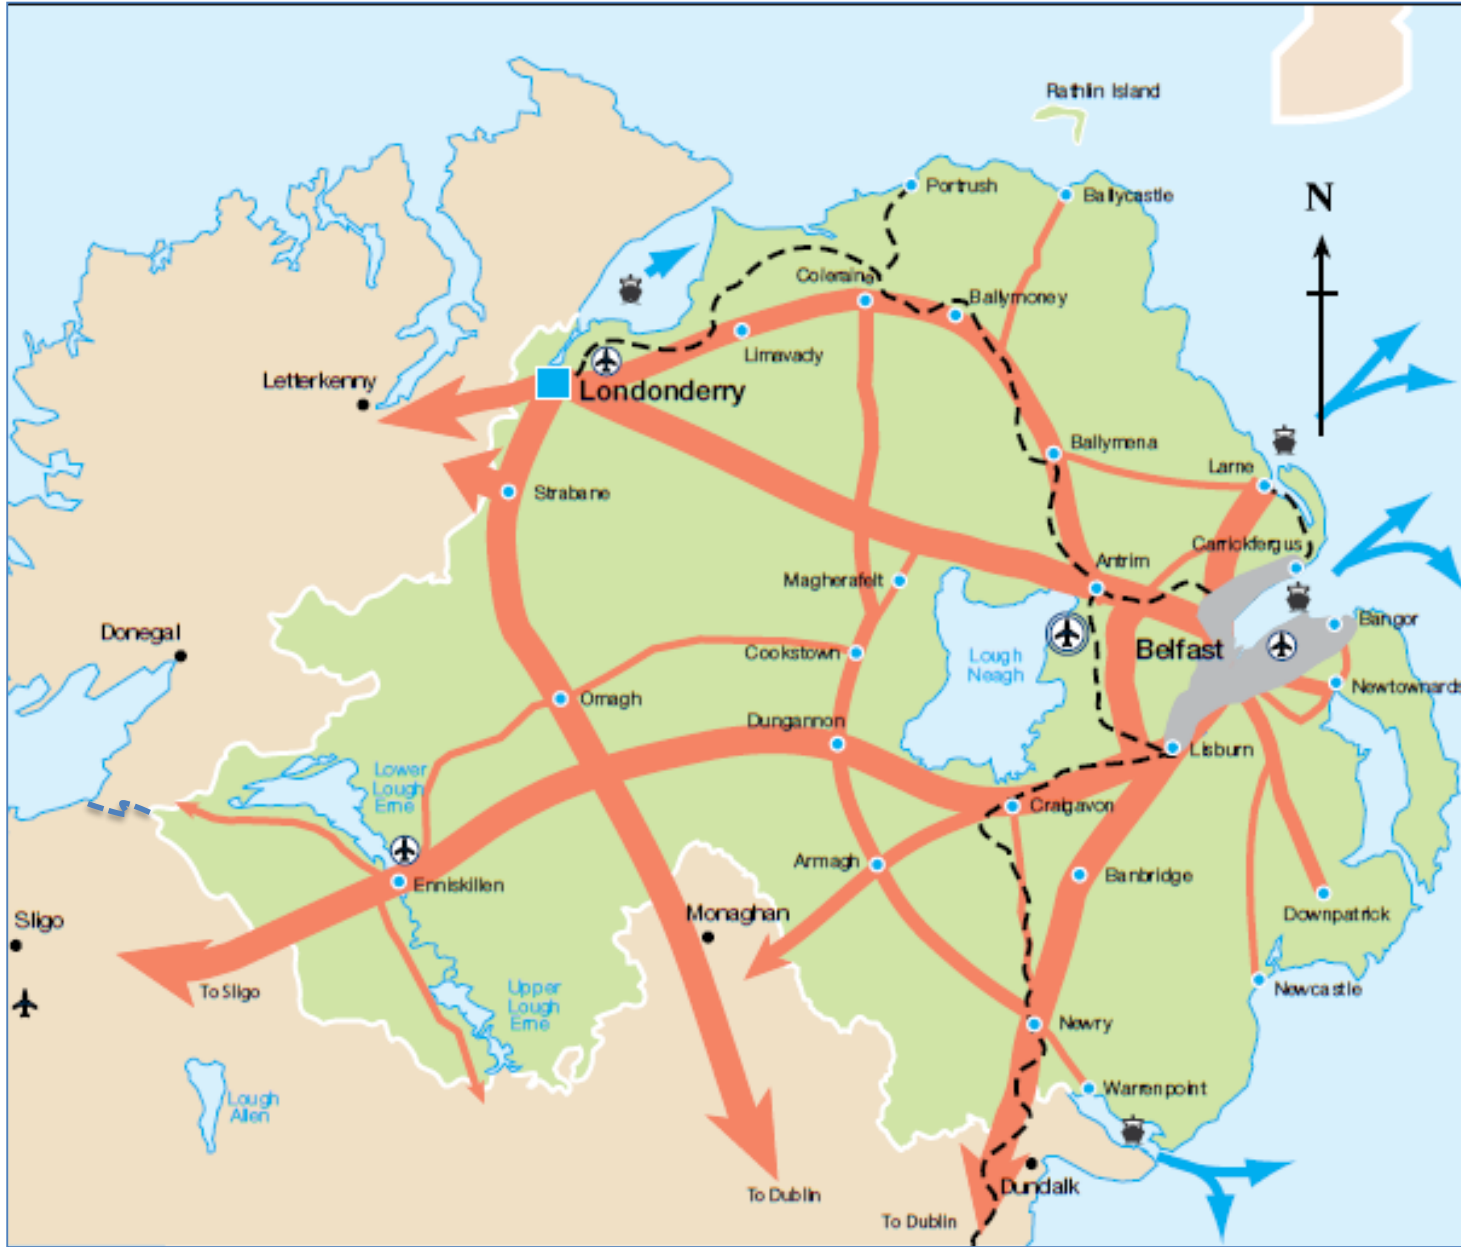 Rathlin Island
Portrush
Ballycastle
N
Coleraine
Ballymoney
Limavady
Letterkenny
Londonderry
Ballymena
Larne
Strabane
Carrickfergus
Antrim
Magherafelt
Donegal
Bangor
Belfast
Cookstown
Lough
Neagh
Newtownards
Omagh
Dungannon
Lisburn
Lower
Lough
Erne
Craigavon
Armagh
Banbridge
Enniskillen
Sligo
Monaghan
Downpatrick
To Sligo
Upper
Lough
Erne
Newcastle
Newry
Warrenpoint
Lough
Allen
Dundalk
To Dublin
To Dublin